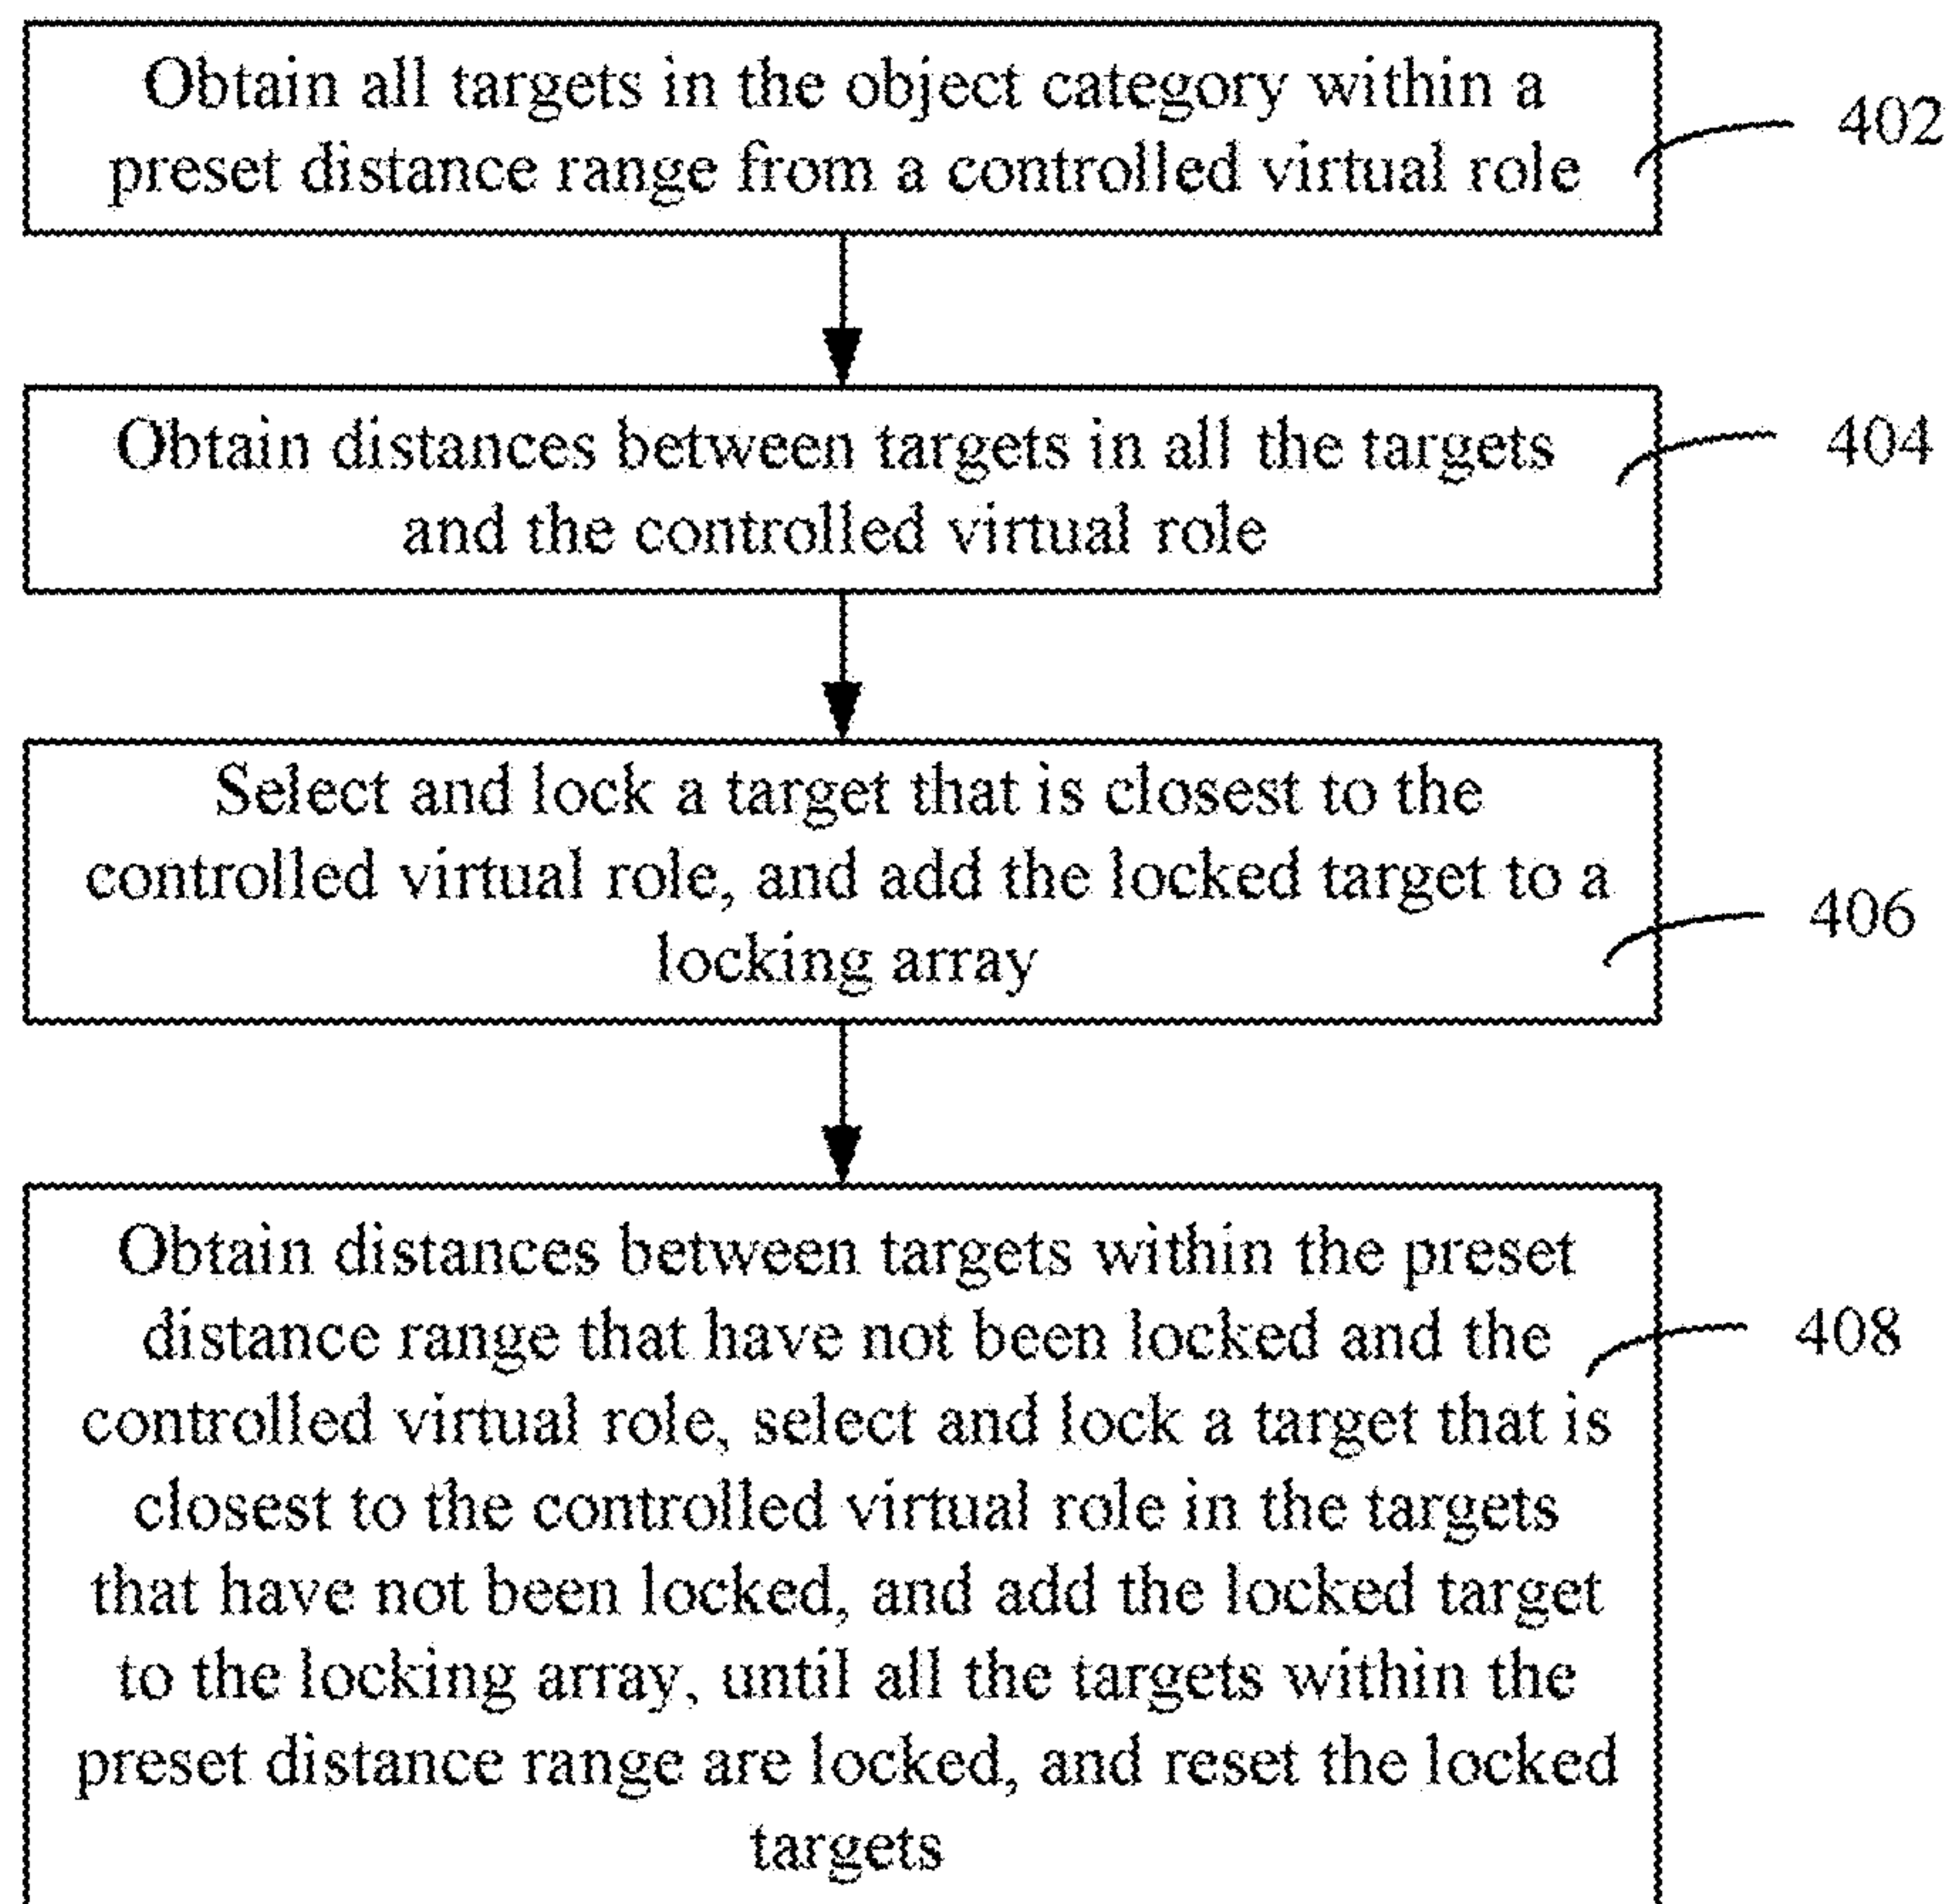 Obtain all targets in the object category within a
preset distance range from a controlled virtual role
402
Obtain distances between targets in all the targets
and the controlled virtual role
404
Select and lock a target that is closest to the
controlled virtual role, and add the locked target to a
locking array
406
Obtain distances between targets within the preset
distance range that have not been locked and the
controlled virtual role, select and lock a target that is
closest to the controlled virtual role in the targets
that have not been locked, and add the locked target
to the locking array, until all the targets within the
preset distance range are locked, and reset the locked
targets
408